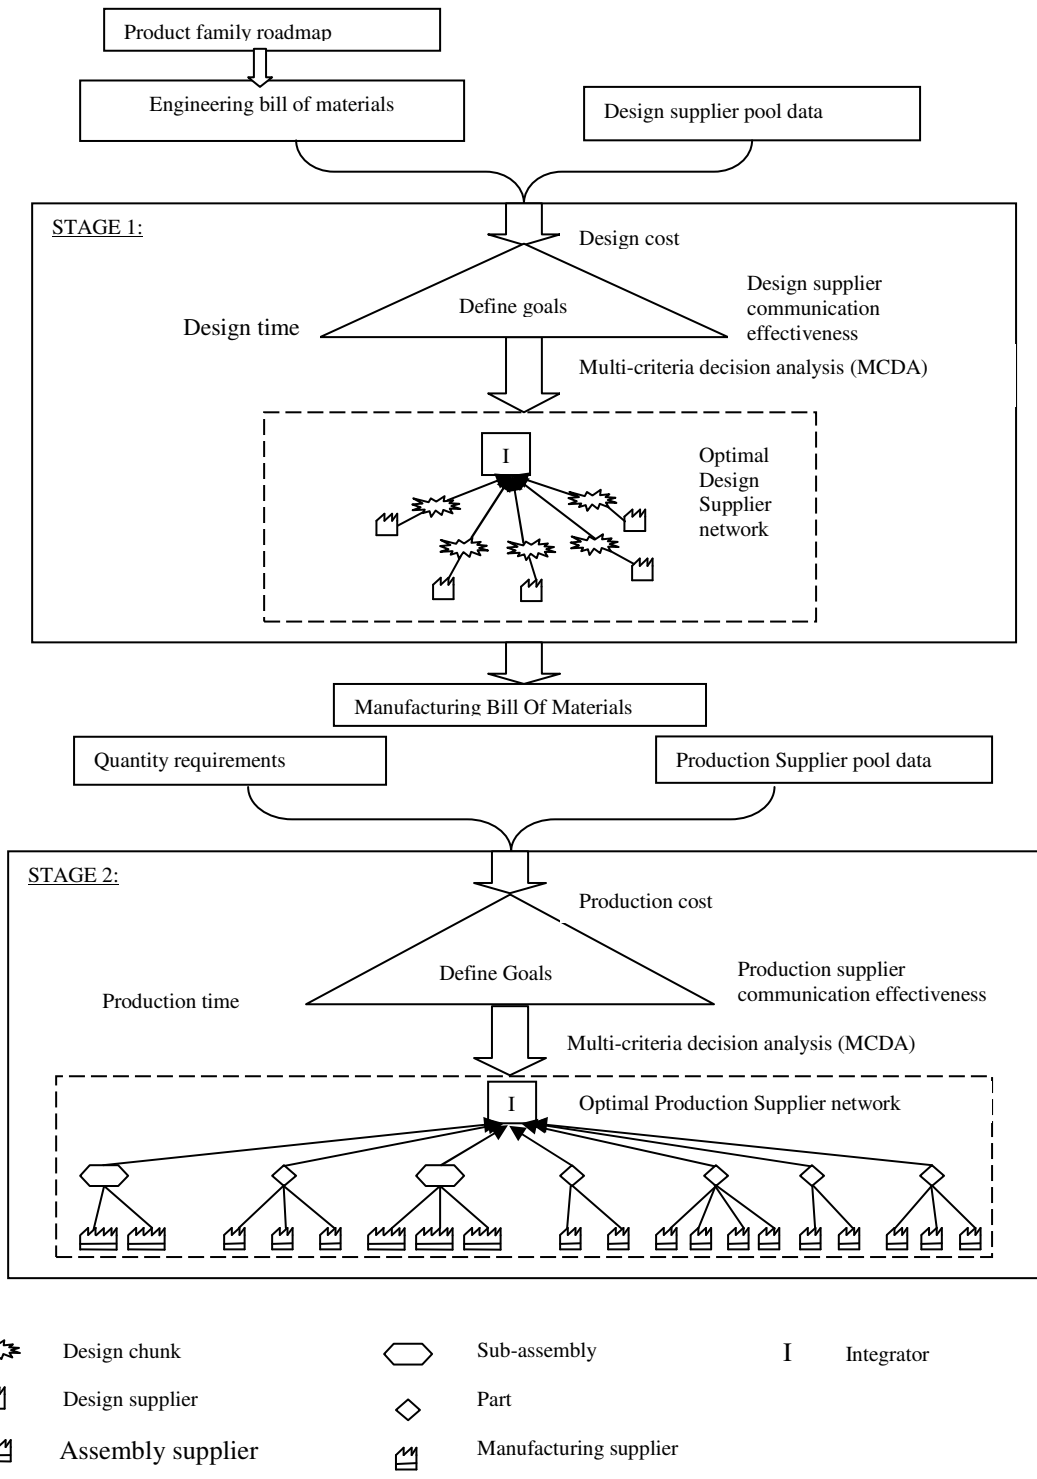 Product family roadmap
Engineering bill of materials
Design supplier pool data
STAGE 1:
Design cost
Define goals
Design time
Design supplier
communication
effectiveness
Multi-criteria decision analysis (MCDA)
I
Optimal
Design
Supplier
network
Manufacturing Bill Of Materials
Quantity requirements
Production Supplier pool data
STAGE 2:
Production cost
Define Goals
Production time
Production supplier
communication effectiveness
Multi-criteria decision analysis (MCDA)
I
Optimal Production Supplier network
Design chunk
Sub-assembly
I Integrator
Design supplier
Part
Assembly supplier
Manufacturing supplier